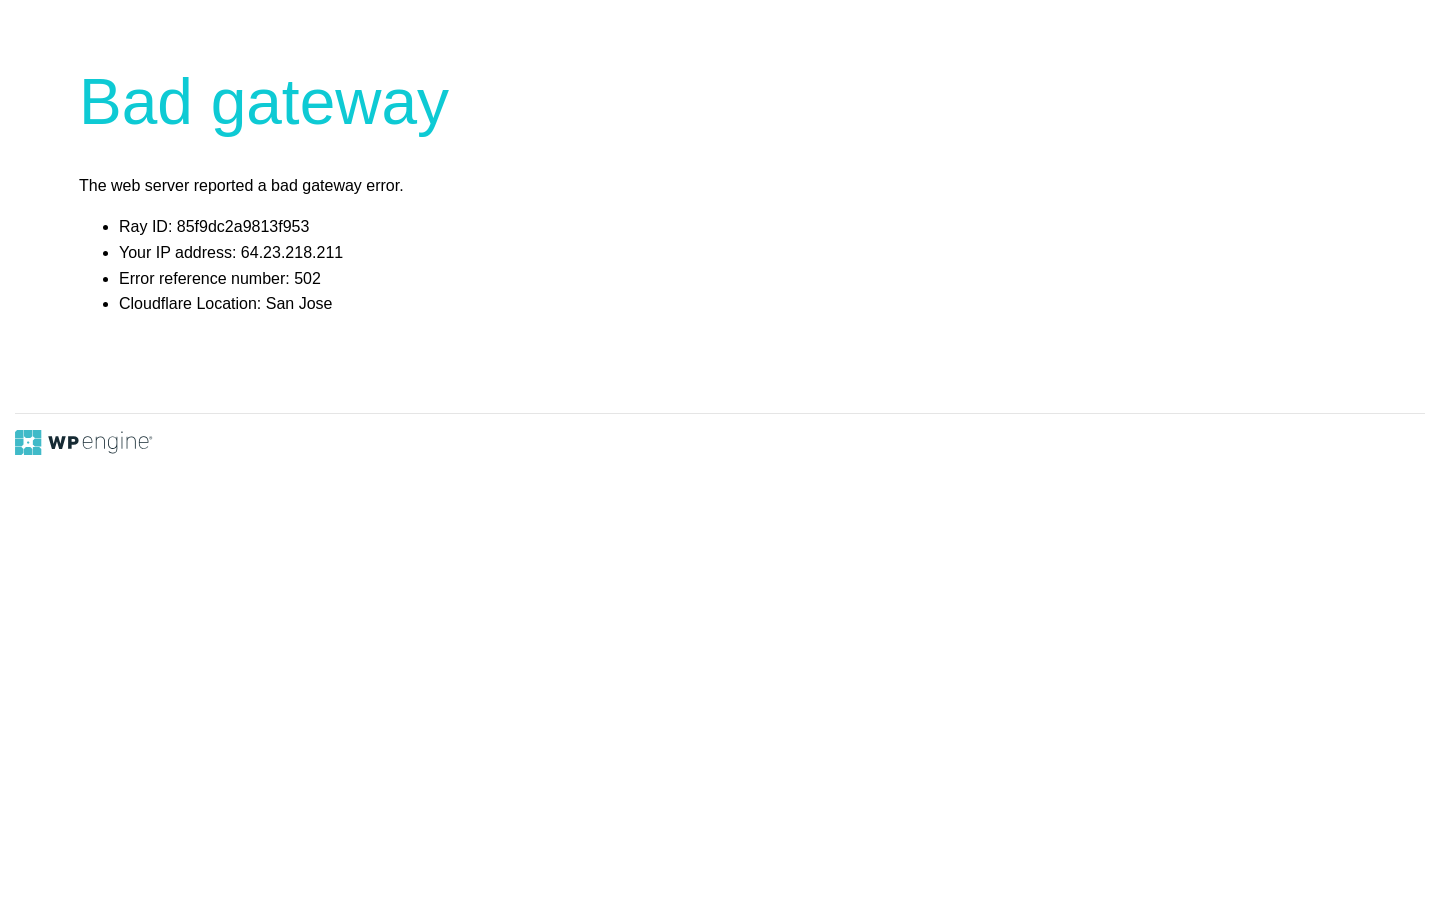 Bad gateway
The web server reported a bad gateway error.
Ray ID: 85f9dc2a9813f953
Your IP address: 64.23.218.211
Error reference number: 502
Cloudflare Location: San Jose
WP engine®